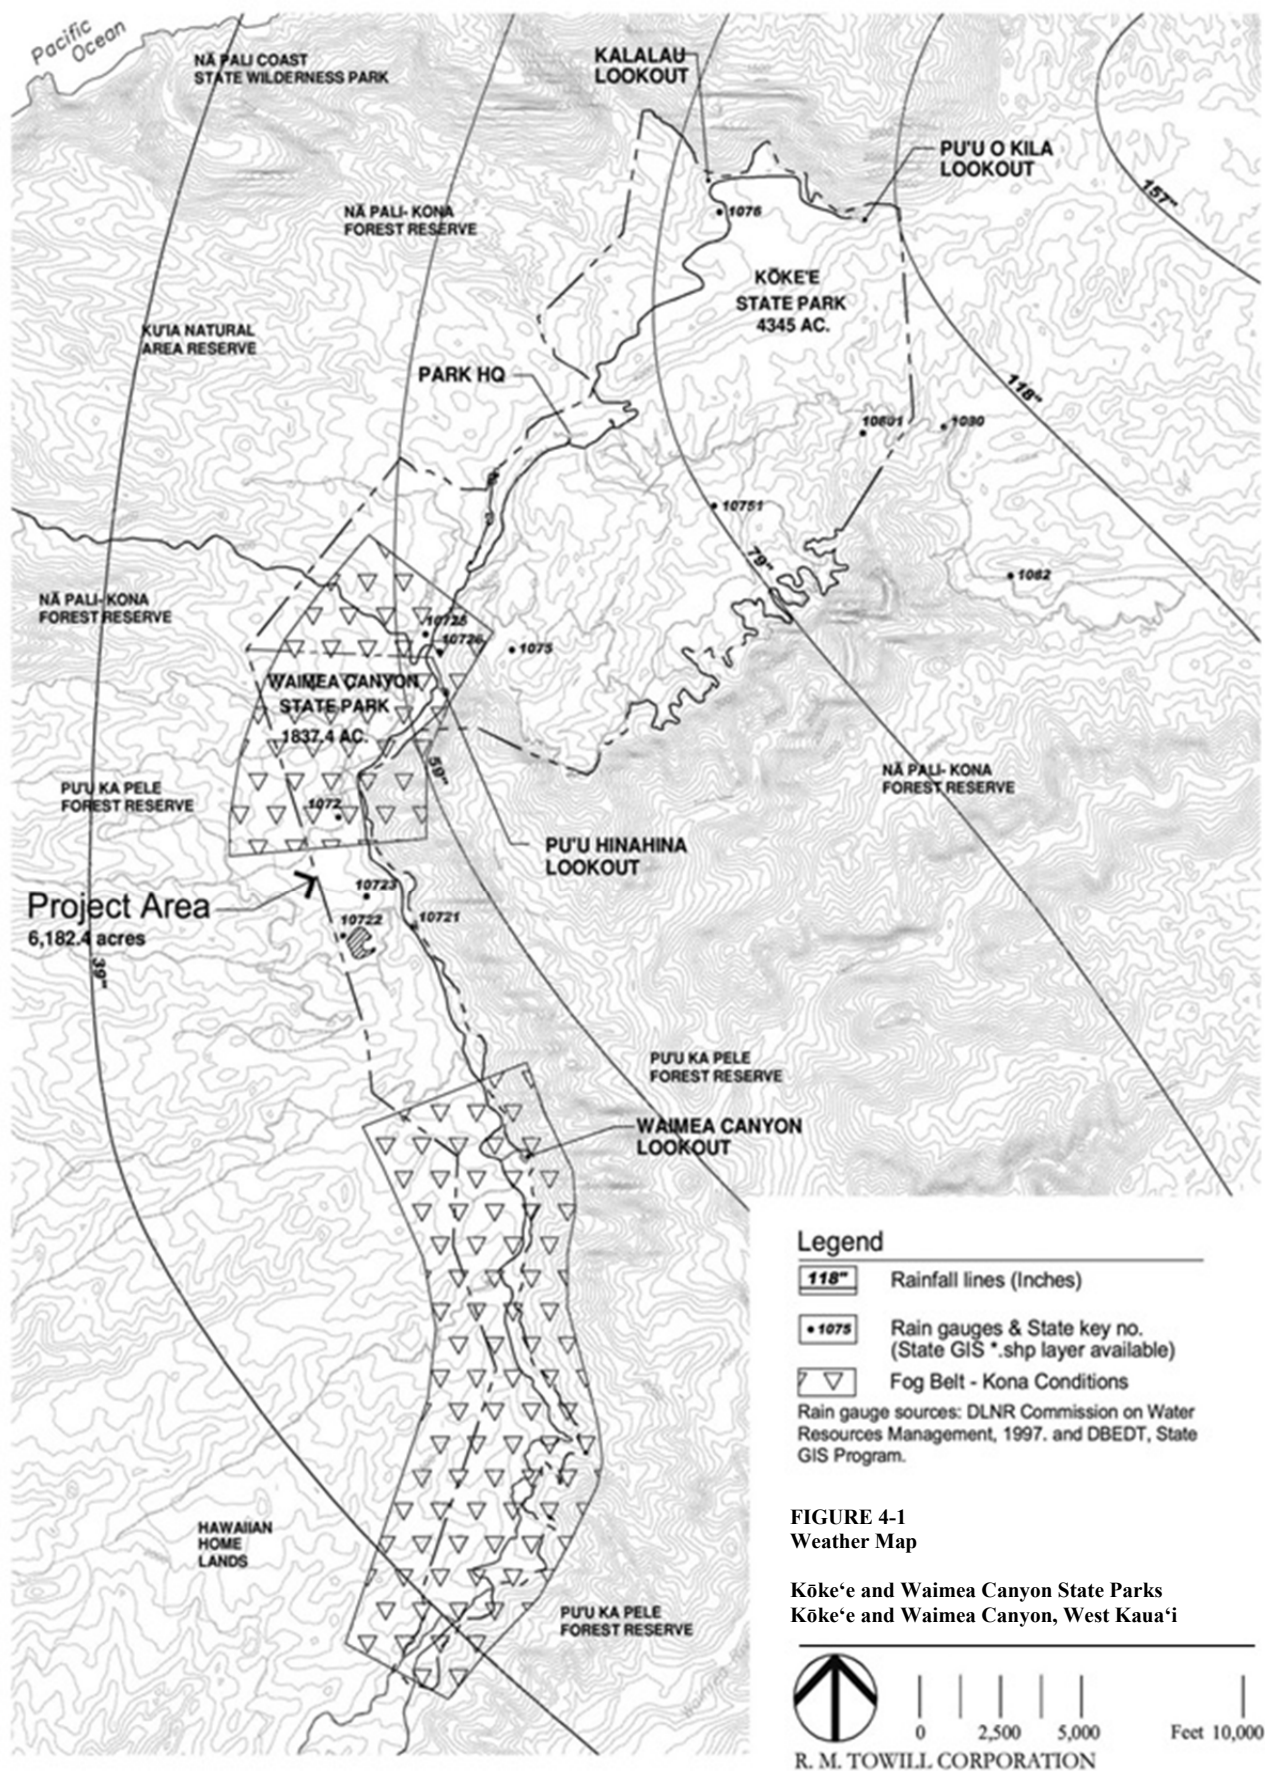 Pacific
Ocean
NĀ PALI COAST
STATE WILDERNESS PARK
KALALAU
LOOKOUT
PU'U O KILA
LOOKOUT
157"
NĀ PALI- KONA
FOREST RESERVE
1076
KŌKE'E
STATE PARK
4345 AC.
KU'IA NATURAL
AREA RESERVE
PARK HQ
118"
10801
1080
10751
79"
1082
NĀ PALI- KONA
FOREST RESERVE
10725
10726
1075
WAIMEA CANYON
STATE PARK
1837.4 AC.
59"
NĀ PALI- KONA
FOREST RESERVE
PU'U KA PELE
FOREST RESERVE
1072
PU'U HINAHINA
LOOKOUT
Project Area
6,182.4 acres
10723
10722
10721
39"
PU'U KA PELE
FOREST RESERVE
WAIMEA CANYON
LOOKOUT
Legend
118" Rainfall lines (Inches)
1075 Rain gauges & State key no.
(State GIS *.shp layer available)
Fog Belt - Kona Conditions
Rain gauge sources: DLNR Commission on Water
Resources Management, 1997. and DBEDT, State
GIS Program.
FIGURE 4-1
Weather Map
HAWAIIAN
HOME
LANDS
Kōke‘e and Waimea Canyon State Parks
Kōke‘e and Waimea Canyon, West Kaua‘i
PU'U KA PELE
FOREST RESERVE
0 2,500 5,000 Feet 10,000
R. M. TOWILL CORPORATION